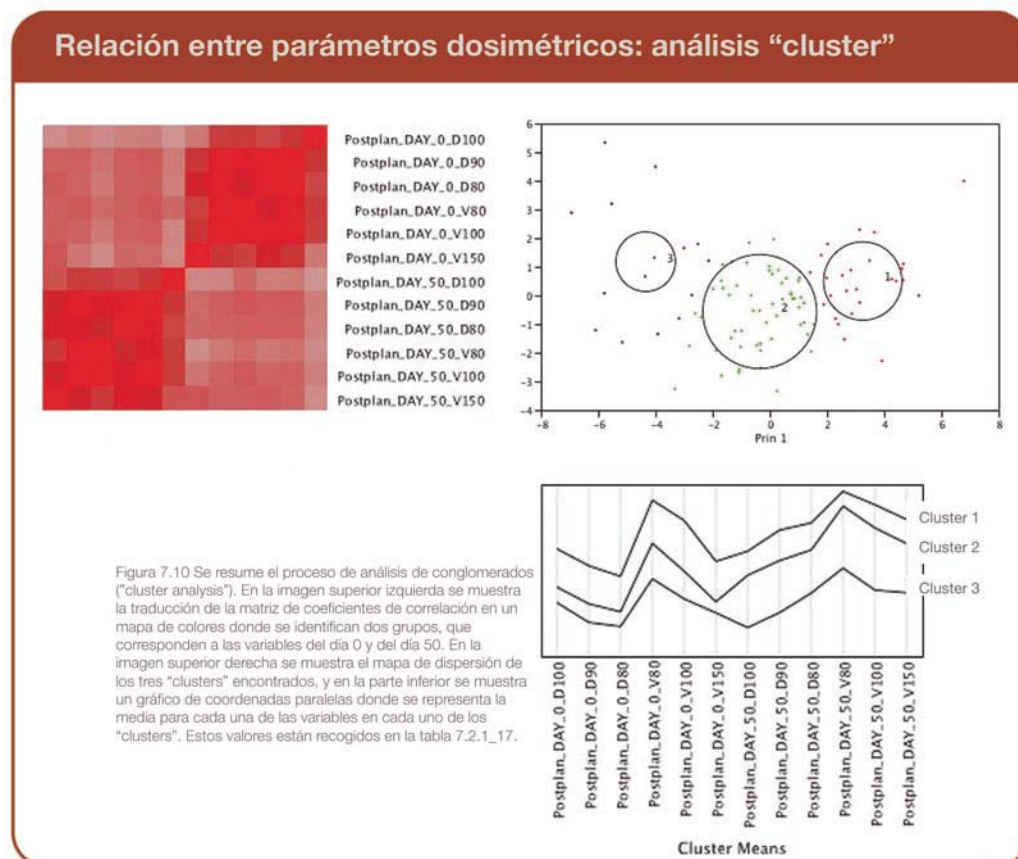 Relación entre parámetros dosimétricos: análisis “cluster”
Postplan_DAY_0_D100
Postplan_DAY_0_D90
Postplan_DAY_0_D80
Postplan_DAY_0_V80
Postplan_DAY_0_V100
Postplan_DAY_0_V150
Postplan_DAY_50_D100
Postplan_DAY_50_D90
Postplan_DAY_50_D80
Postplan_DAY_50_V80
Postplan_DAY_50_V100
Postplan_DAY_50_V150
6
5
4
3
2
1
0
-1
-2
-3
-4
3
2
1
-8
-6
-4
-2
0
2
4
6
8
Prin 1
Figura 7.10 Se resume el proceso de análisis de conglomerados
("cluster analysis"). En la imagen superior izquierda se muestra
la traducción de la matriz de coeficientes de correlación en un
mapa de colores donde se identifican dos grupos, que
corresponden a las variables del día 0 y del día 50. En la
imagen superior derecha se muestra el mapa de dispersión de
los tres “clusters” encontrados, y en la parte inferior se muestra
un gráfico de coordenadas paralelas donde se representa la
media para cada una de las variables en cada uno de los
“clusters”. Estos valores están recogidos en la tabla 7.2.1_17.
Cluster 1
Cluster 2
Cluster 3
Postplan_DAY_0_D100
Postplan_DAY_0_D90
Postplan_DAY_0_D80
Postplan_DAY_0_V80
Postplan_DAY_0_V100
Postplan_DAY_0_V150
Postplan_DAY_50_D100
Postplan_DAY_50_D90
Postplan_DAY_50_D80
Postplan_DAY_50_V80
Postplan_DAY_50_V100
Postplan_DAY_50_V150
Cluster Means